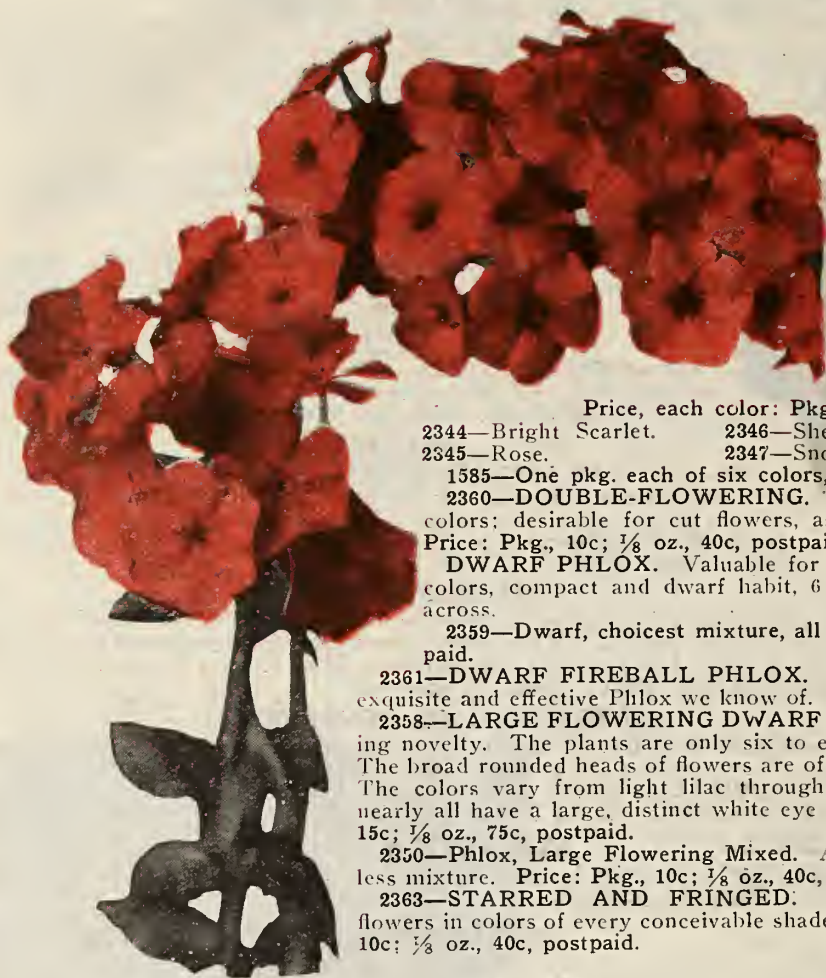 Price, each color: Pkg
2344—Bright Scarlet. 2346—She
2345—Rose. 2347—Sno
1585—One pkg. each of six colors,
2360—DOUBLE-FLOWERING.
colors; desirable for cut flowers, a
Price: Pkg., 10c; ⅛ oz., 40c, postpai
DWARF PHLOX. Valuable for
colors, compact and dwarf habit, 6
across.
2359—Dwarf, choicest mixture, all
paid.
2361—DWARF FIREBALL PHLOX.
exquisite and effective Phlox we know of.
2358—LARGE FLOWERING DWARF
ing novelty. The plants are only six to e
The broad rounded heads of flowers are of
The colors vary from light lilac through
nearly all have a large, distinct white eye
15c; ⅛ oz., 75c, postpaid.
2350—Phlox, Large Flowering Mixed. A
less mixture. Price: Pkg., 10c; ⅛ oz., 40c,
2363—STARRED AND FRINGED.
flowers in colors of every conceivable shade
10c; ⅛ oz., 40c, postpaid.